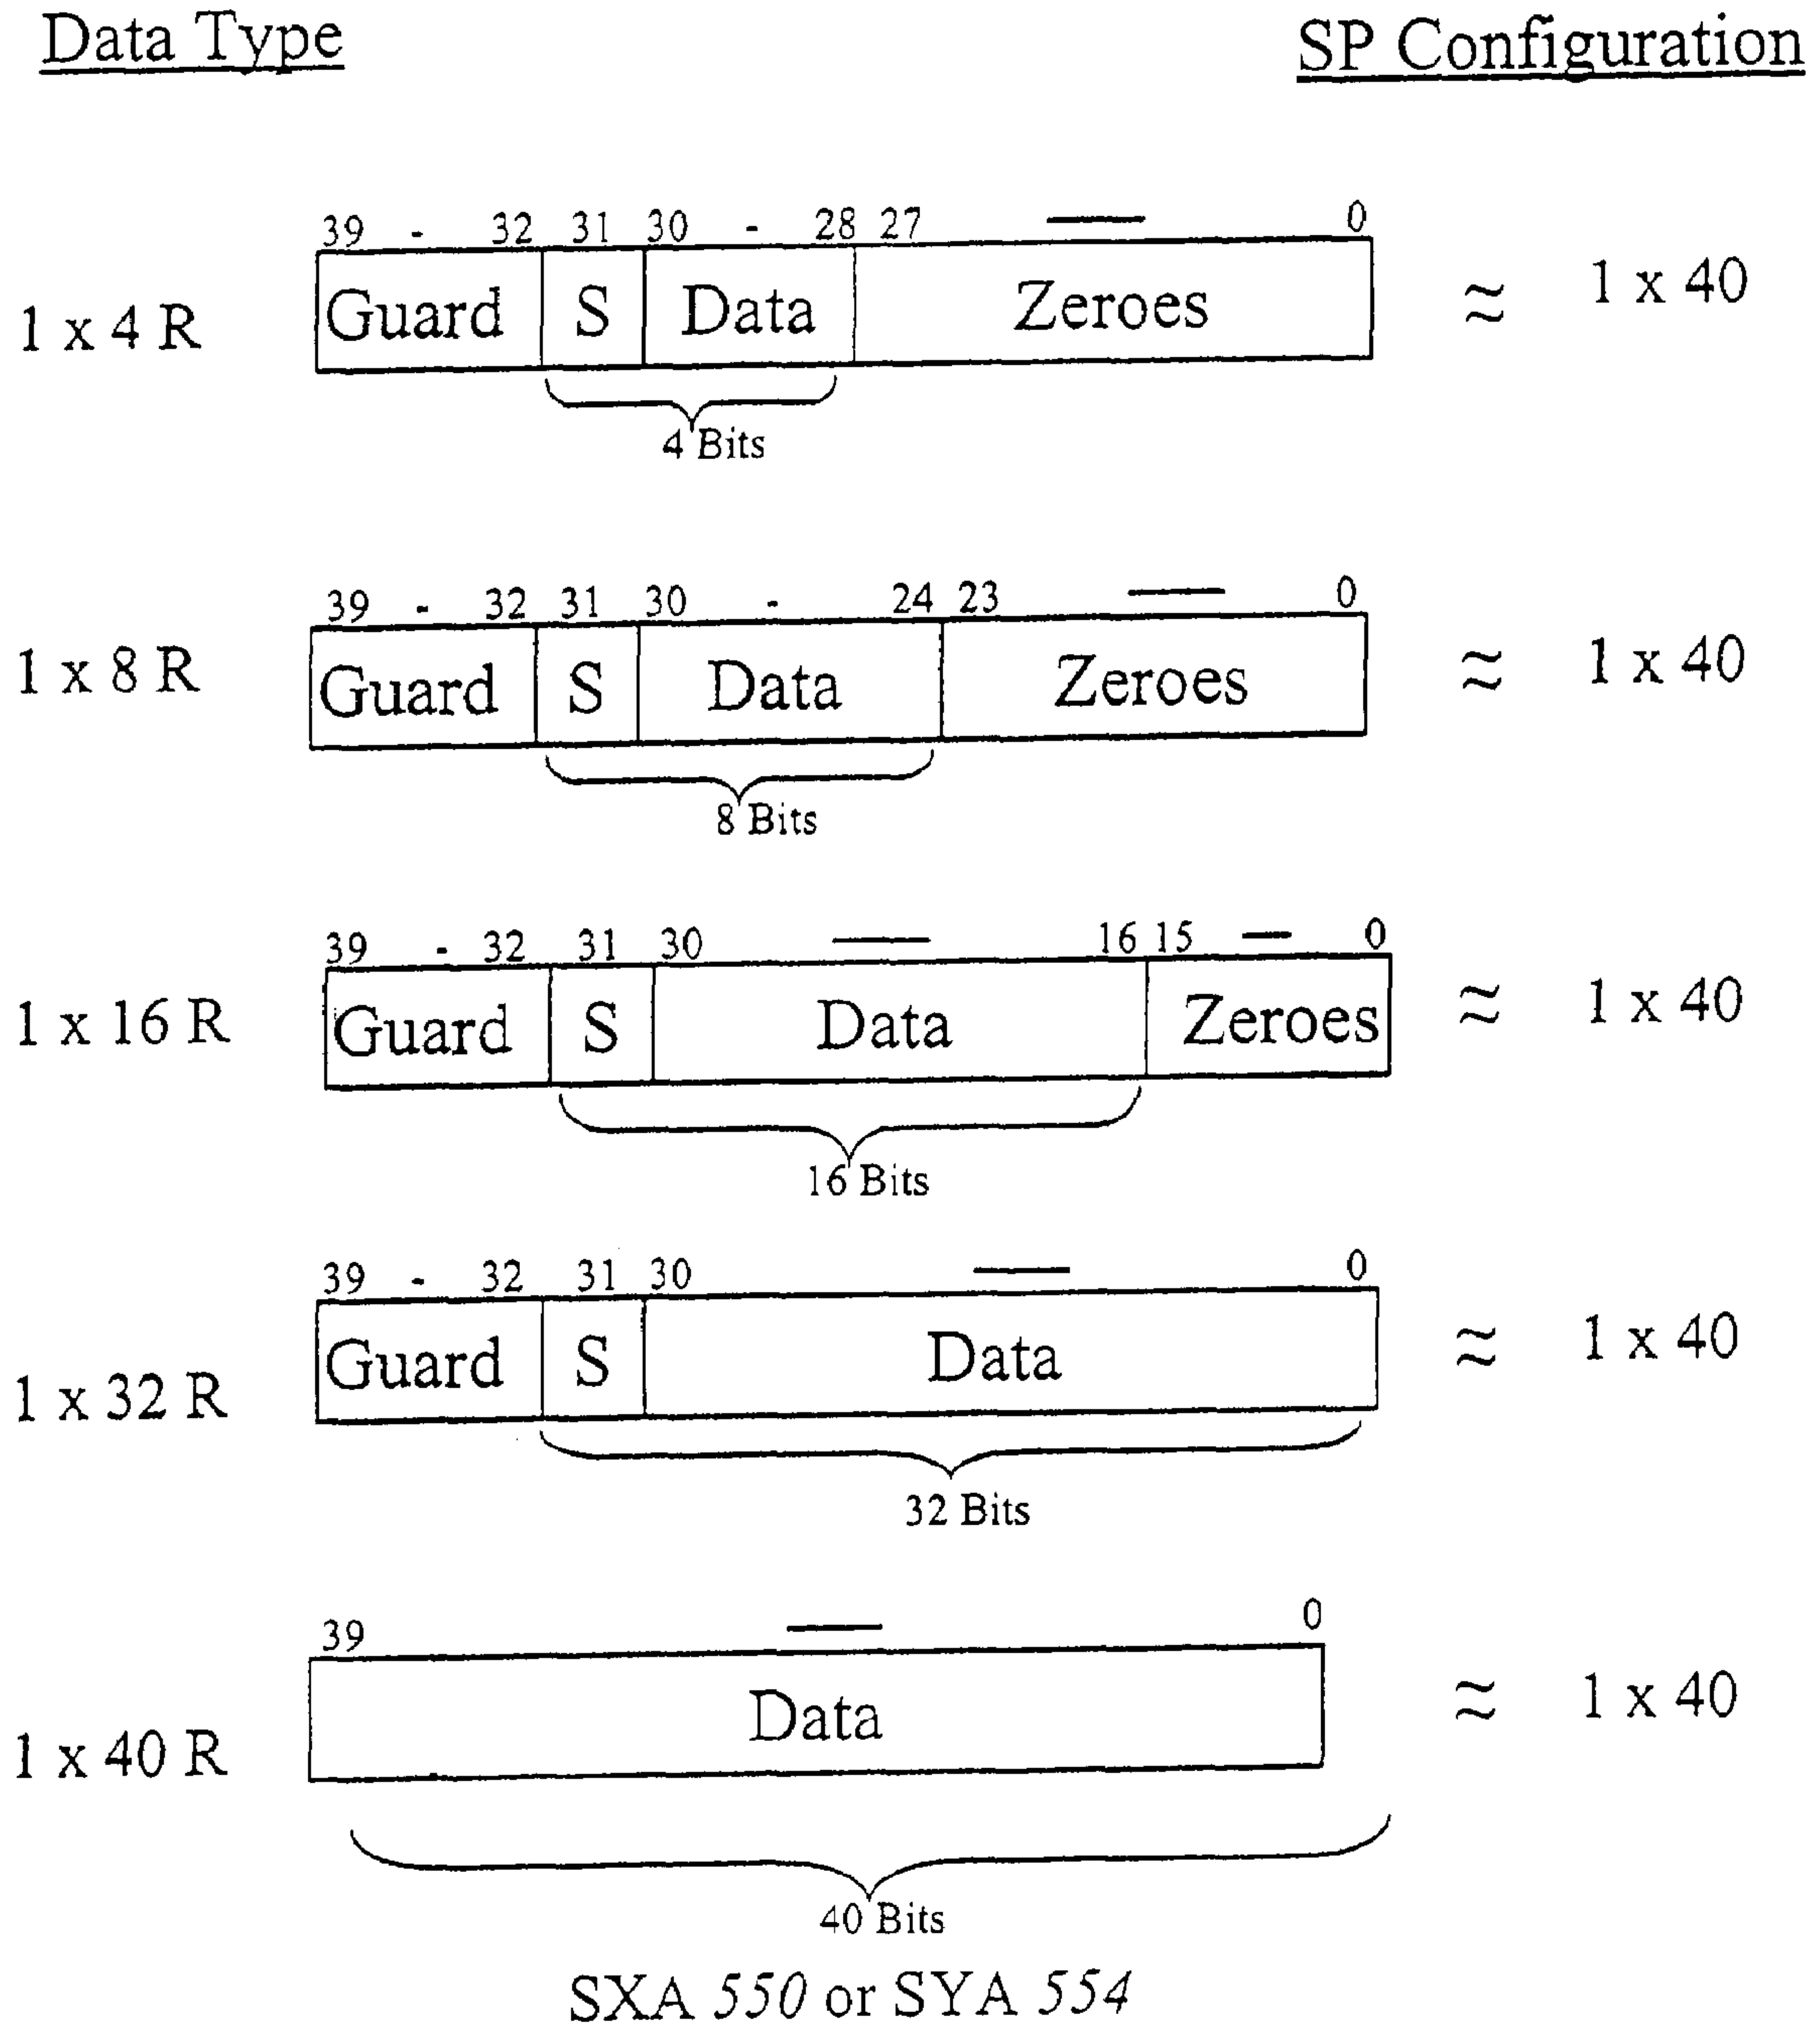 Data Type SP Configuration
39 - 32 31 30 - 28 27 — 0
1 x 4 R Guard S Data Zeroes ≈ 1 x 40
4 Bits
39 - 32 31 30 - 24 23 — 0
1 x 8 R Guard S Data Zeroes ≈ 1 x 40
8 Bits
39 - 32 31 30 — 16 15 — 0
1 x 16 R Guard S Data Zeroes ≈ 1 x 40
16 Bits
39 - 32 31 30 — 0
1 x 32 R Guard S Data ≈ 1 x 40
32 Bits
39 — 0
1 x 40 R Data ≈ 1 x 40
40 Bits
SXA 550 or SYA 554